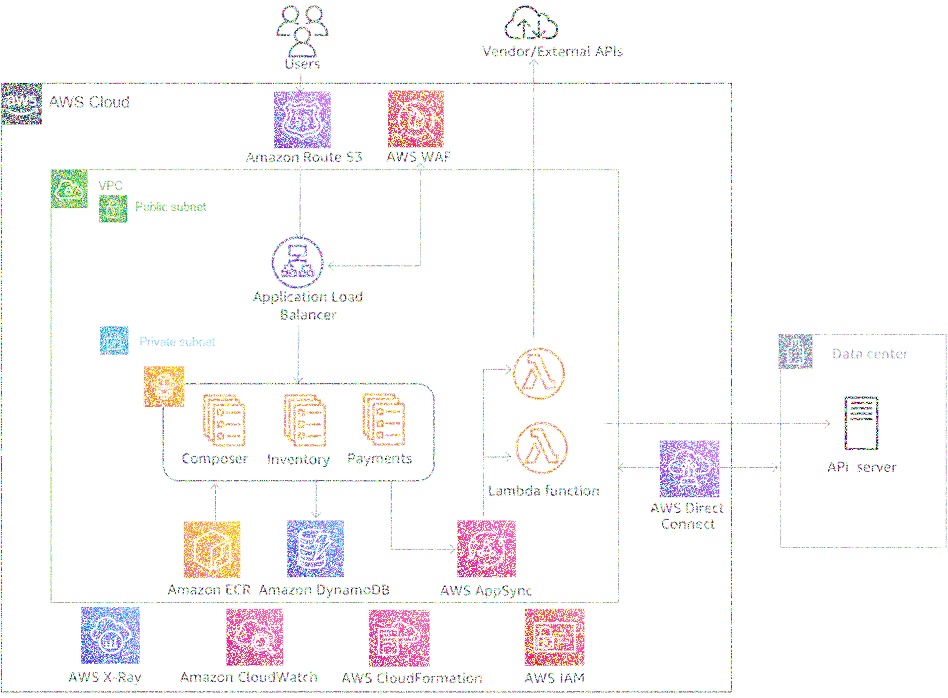 Users
Vendor/External APIs
aws
AWS Cloud
Amazon Route 53
AWS WAF
VPC
Public subnet
Application Load
Balancer
Private subnet
Data center
Composer
Inventory
Payments
API server
Lambda function
AWS Direct
Connect
Amazon ECR
Amazon DynamoDB
AWS AppSync
AWS X-Ray
Amazon CloudWatch
AWS CloudFormation
AWS IAM